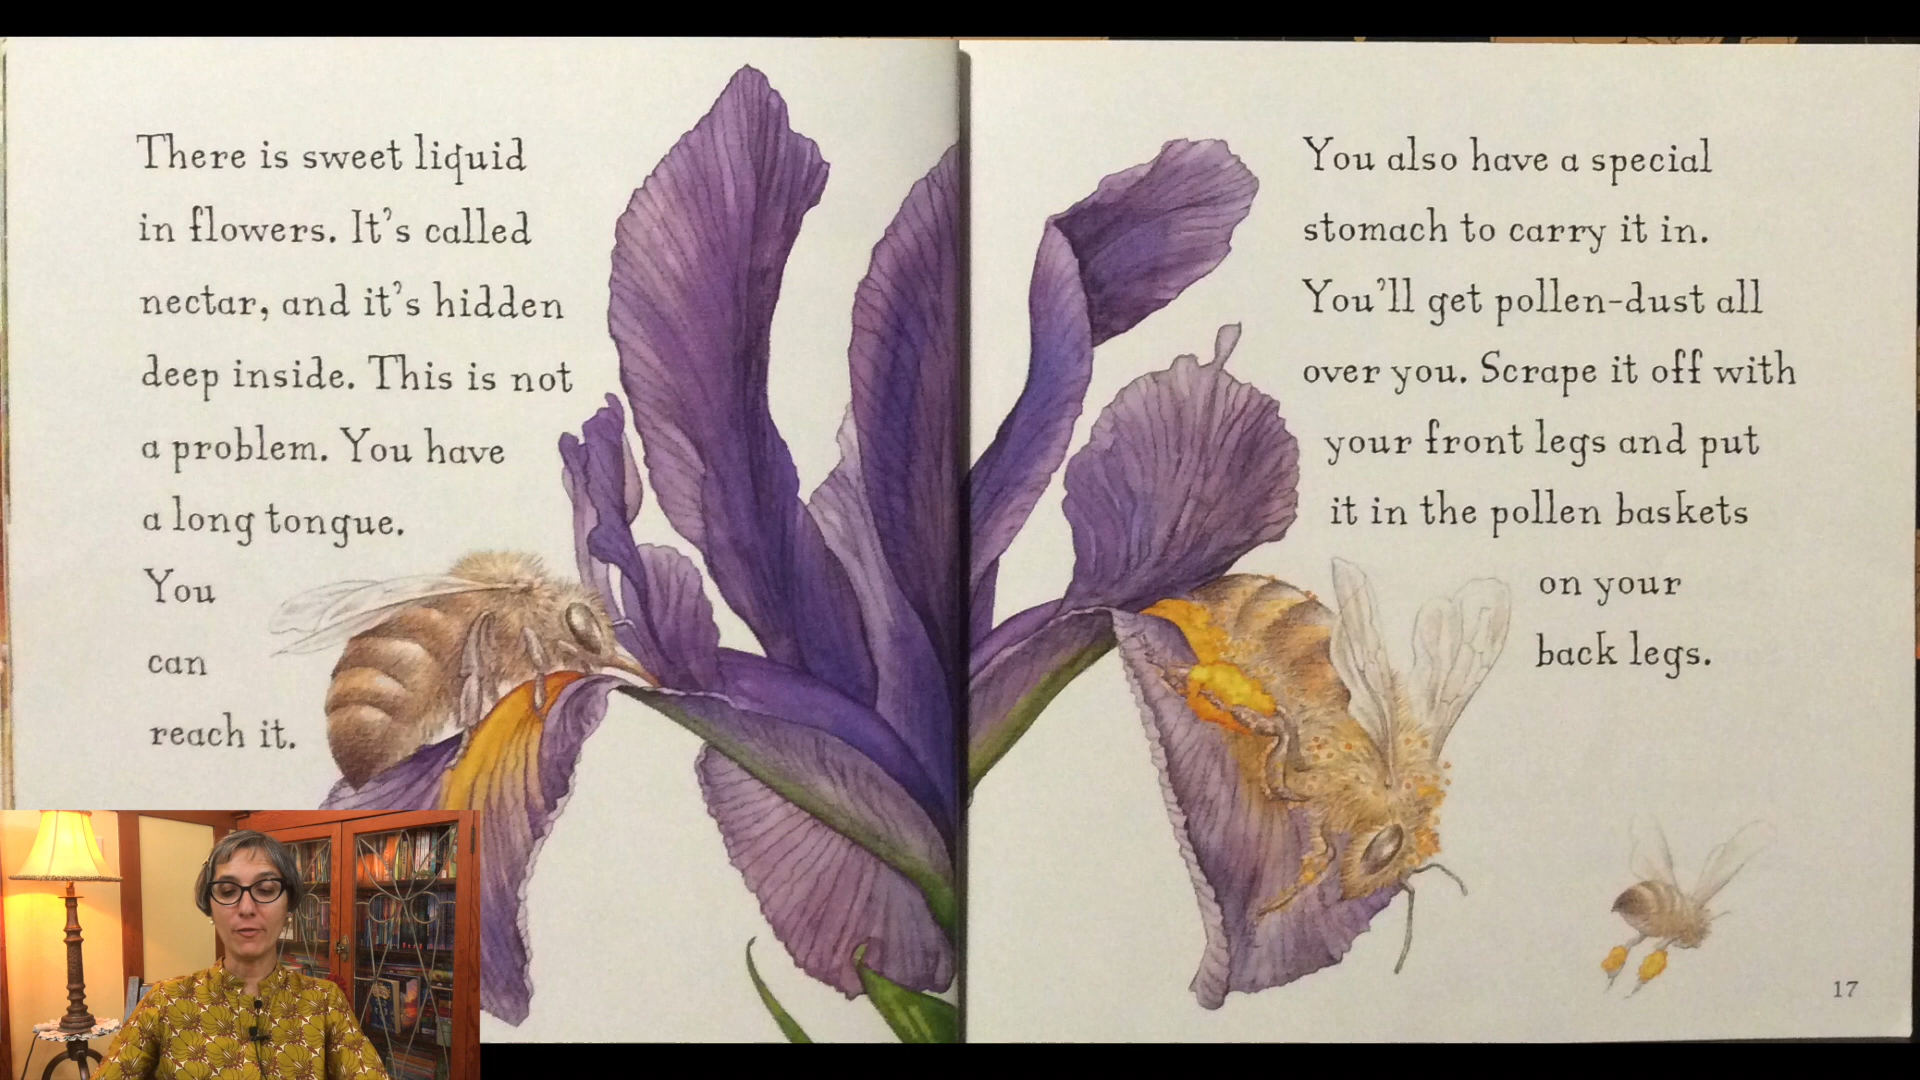 There is sweet liquid
in flowers. It's called
nectar, and it's hidden
deep inside. This is not
a problem. You have
a long tongue.
You
can
reach it.
You also have a special
stomach to carry it in.
You'll get pollen-dust all
over you. Scrape it off with
your front legs and put
it in the pollen baskets
on your
back legs.
17